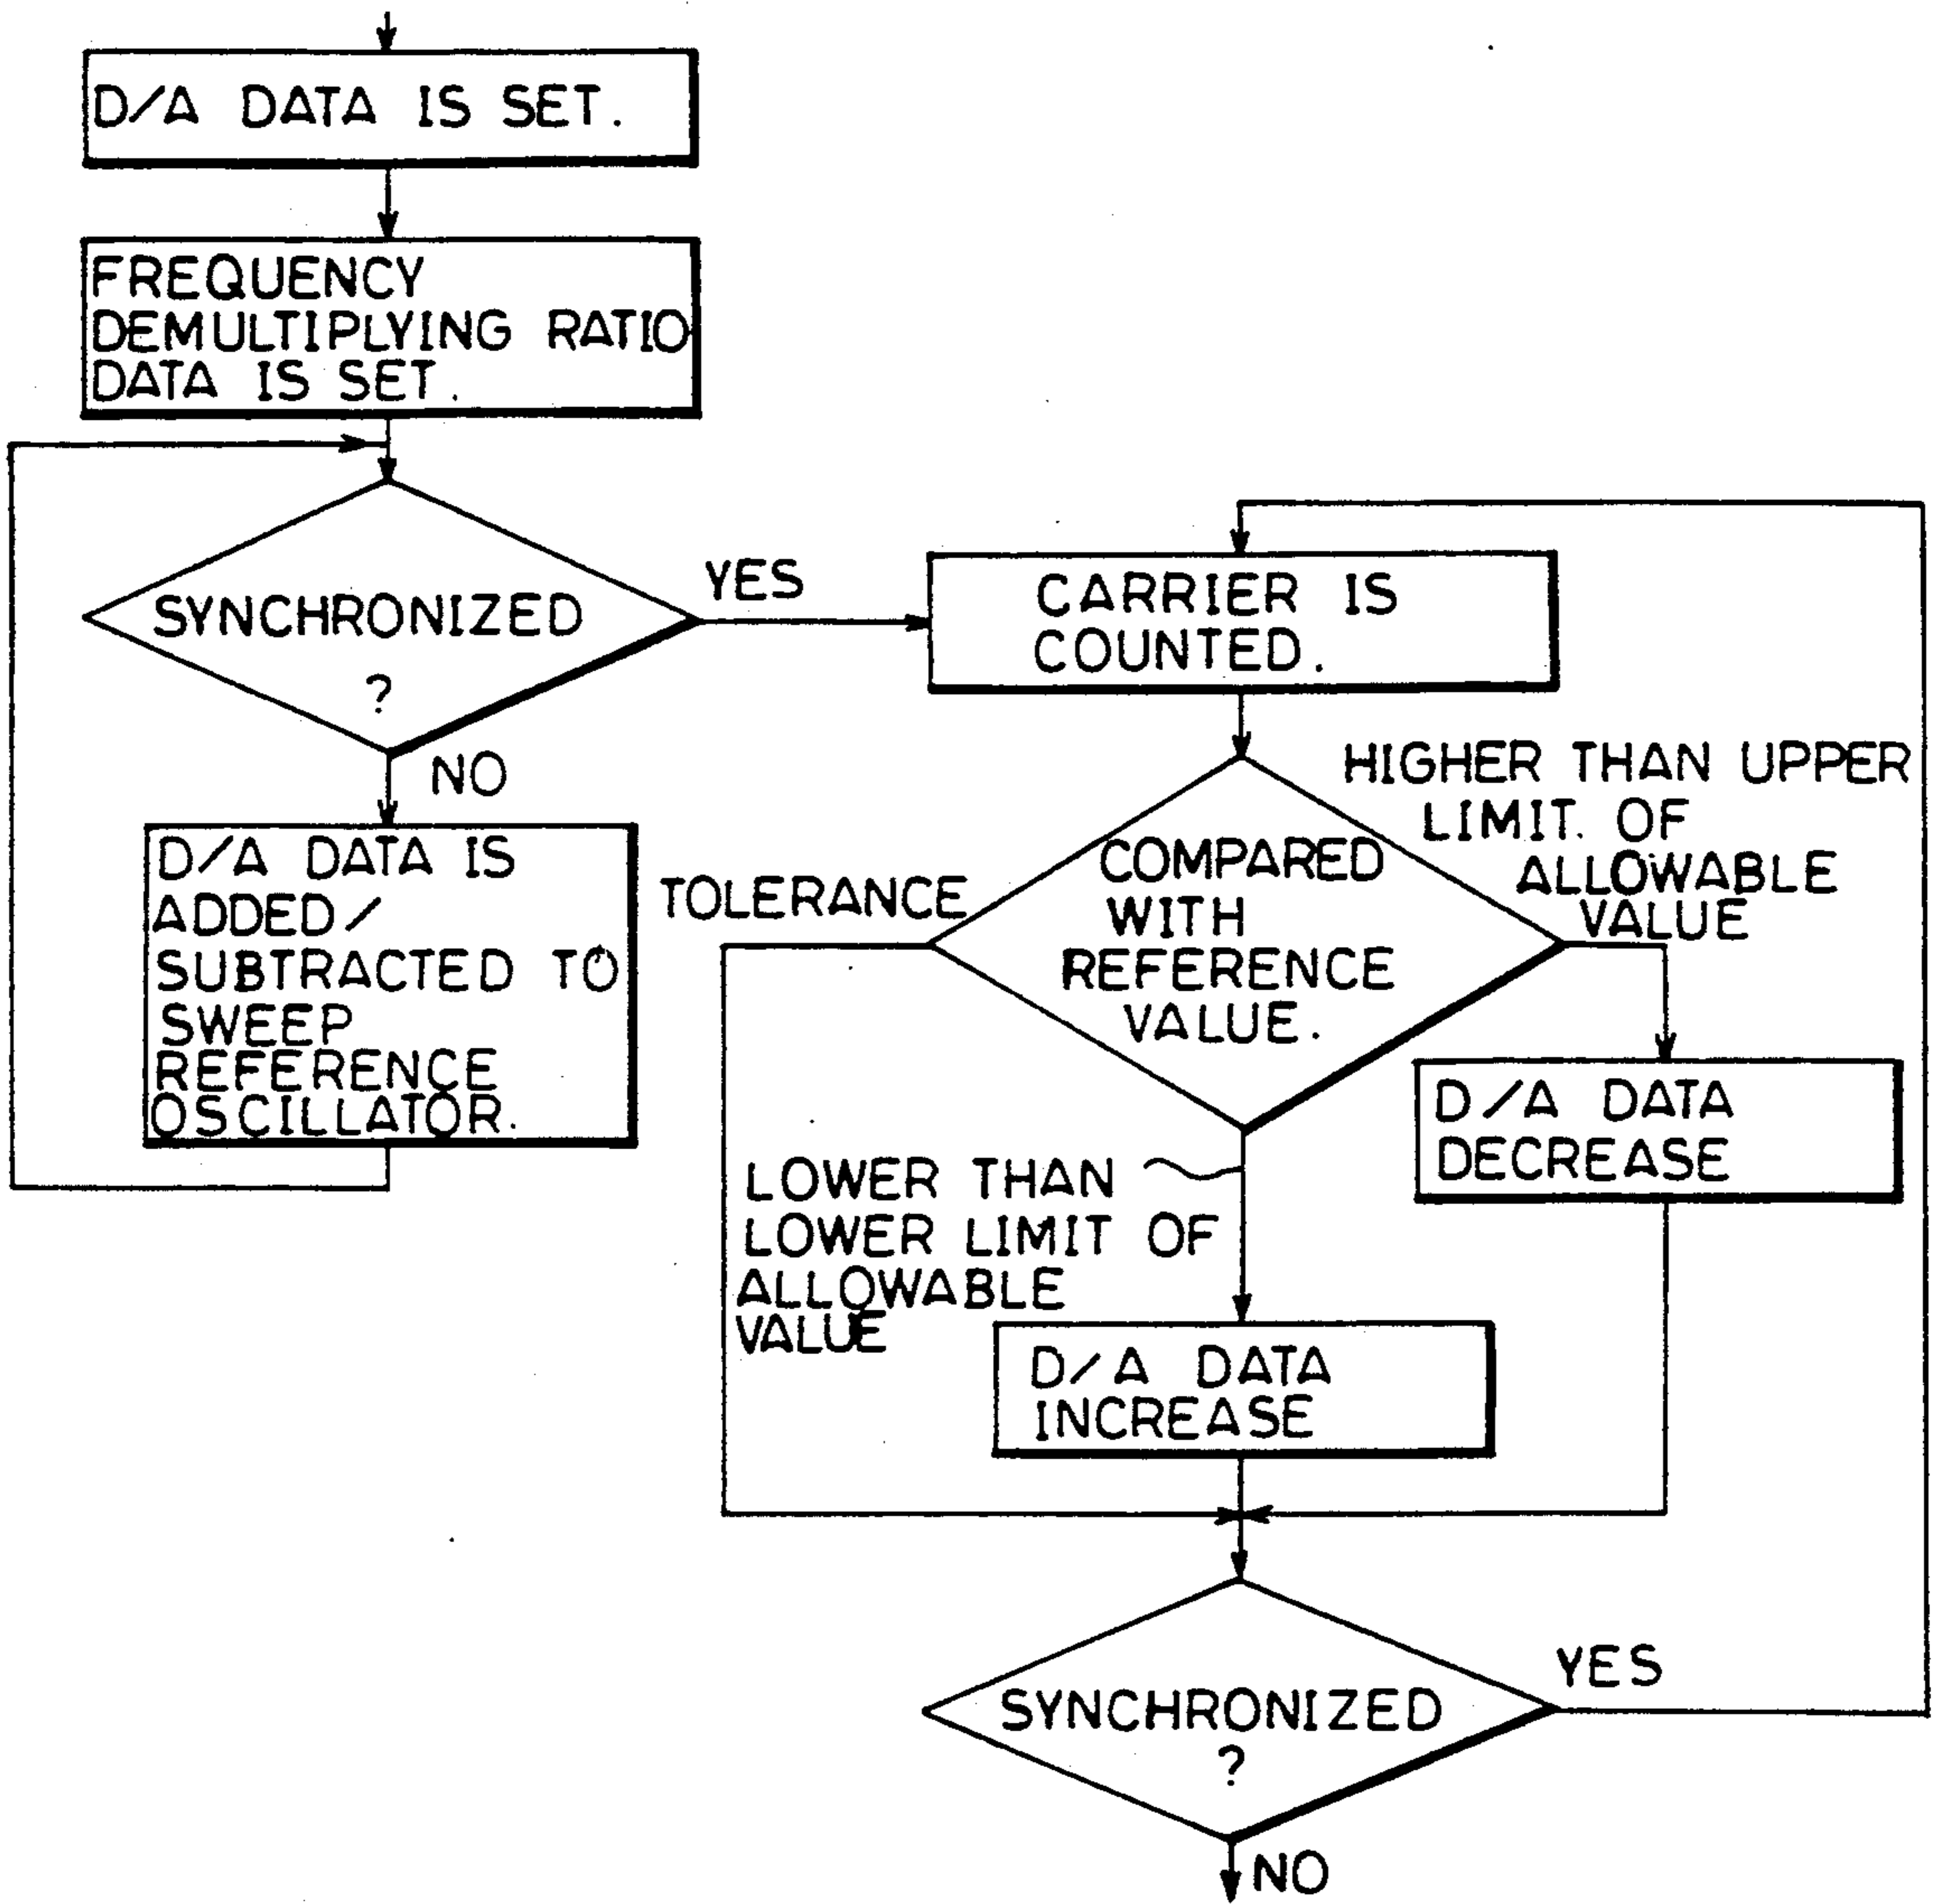 D/A DATA IS SET.
FREQUENCY
DEMULTIPLYING RATIO
DATA IS SET.
SYNCHRONIZED
?
YES
NO
D/A DATA IS
ADDED/
SUBTRACTED TO
SWEEP
REFERENCE
OSCILLATOR.
CARRIER IS
COUNTED.
COMPARED
WITH
REFERENCE
VALUE.
TOLERANCE
HIGHER THAN UPPER
LIMIT. OF
ALLOWABLE
VALUE
D/A DATA
DECREASE
LOWER THAN
LOWER LIMIT OF
ALLOWABLE
VALUE
D/A DATA
INCREASE
SYNCHRONIZED
?
YES
NO